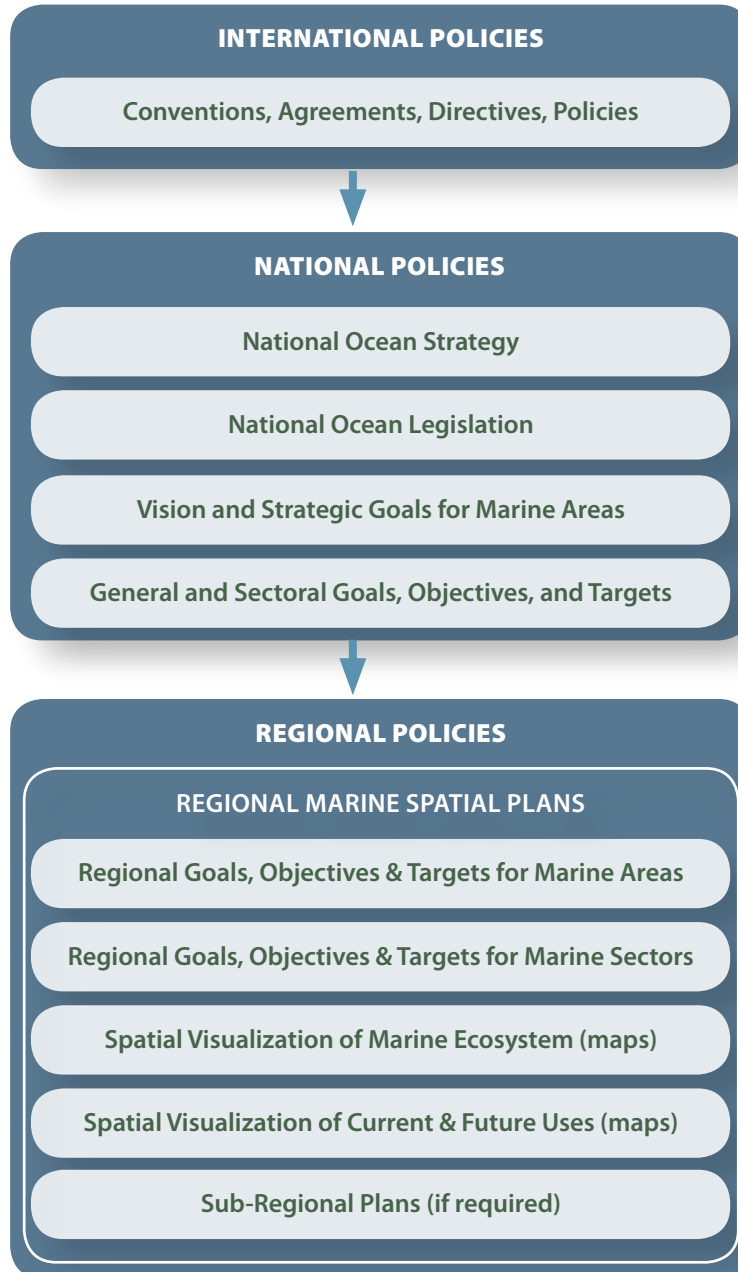 INTERNATIONAL POLICIES
Conventions, Agreements, Directives, Policies
NATIONAL POLICIES
National Ocean Strategy
National Ocean Legislation
Vision and Strategic Goals for Marine Areas
General and Sectoral Goals, Objectives, and Targets
REGIONAL POLICIES
REGIONAL MARINE SPATIAL PLANS
Regional Goals, Objectives & Targets for Marine Areas
Regional Goals, Objectives & Targets for Marine Sectors
Spatial Visualization of Marine Ecosystem (maps)
Spatial Visualization of Current & Future Uses (maps)
Sub-Regional Plans (if required)